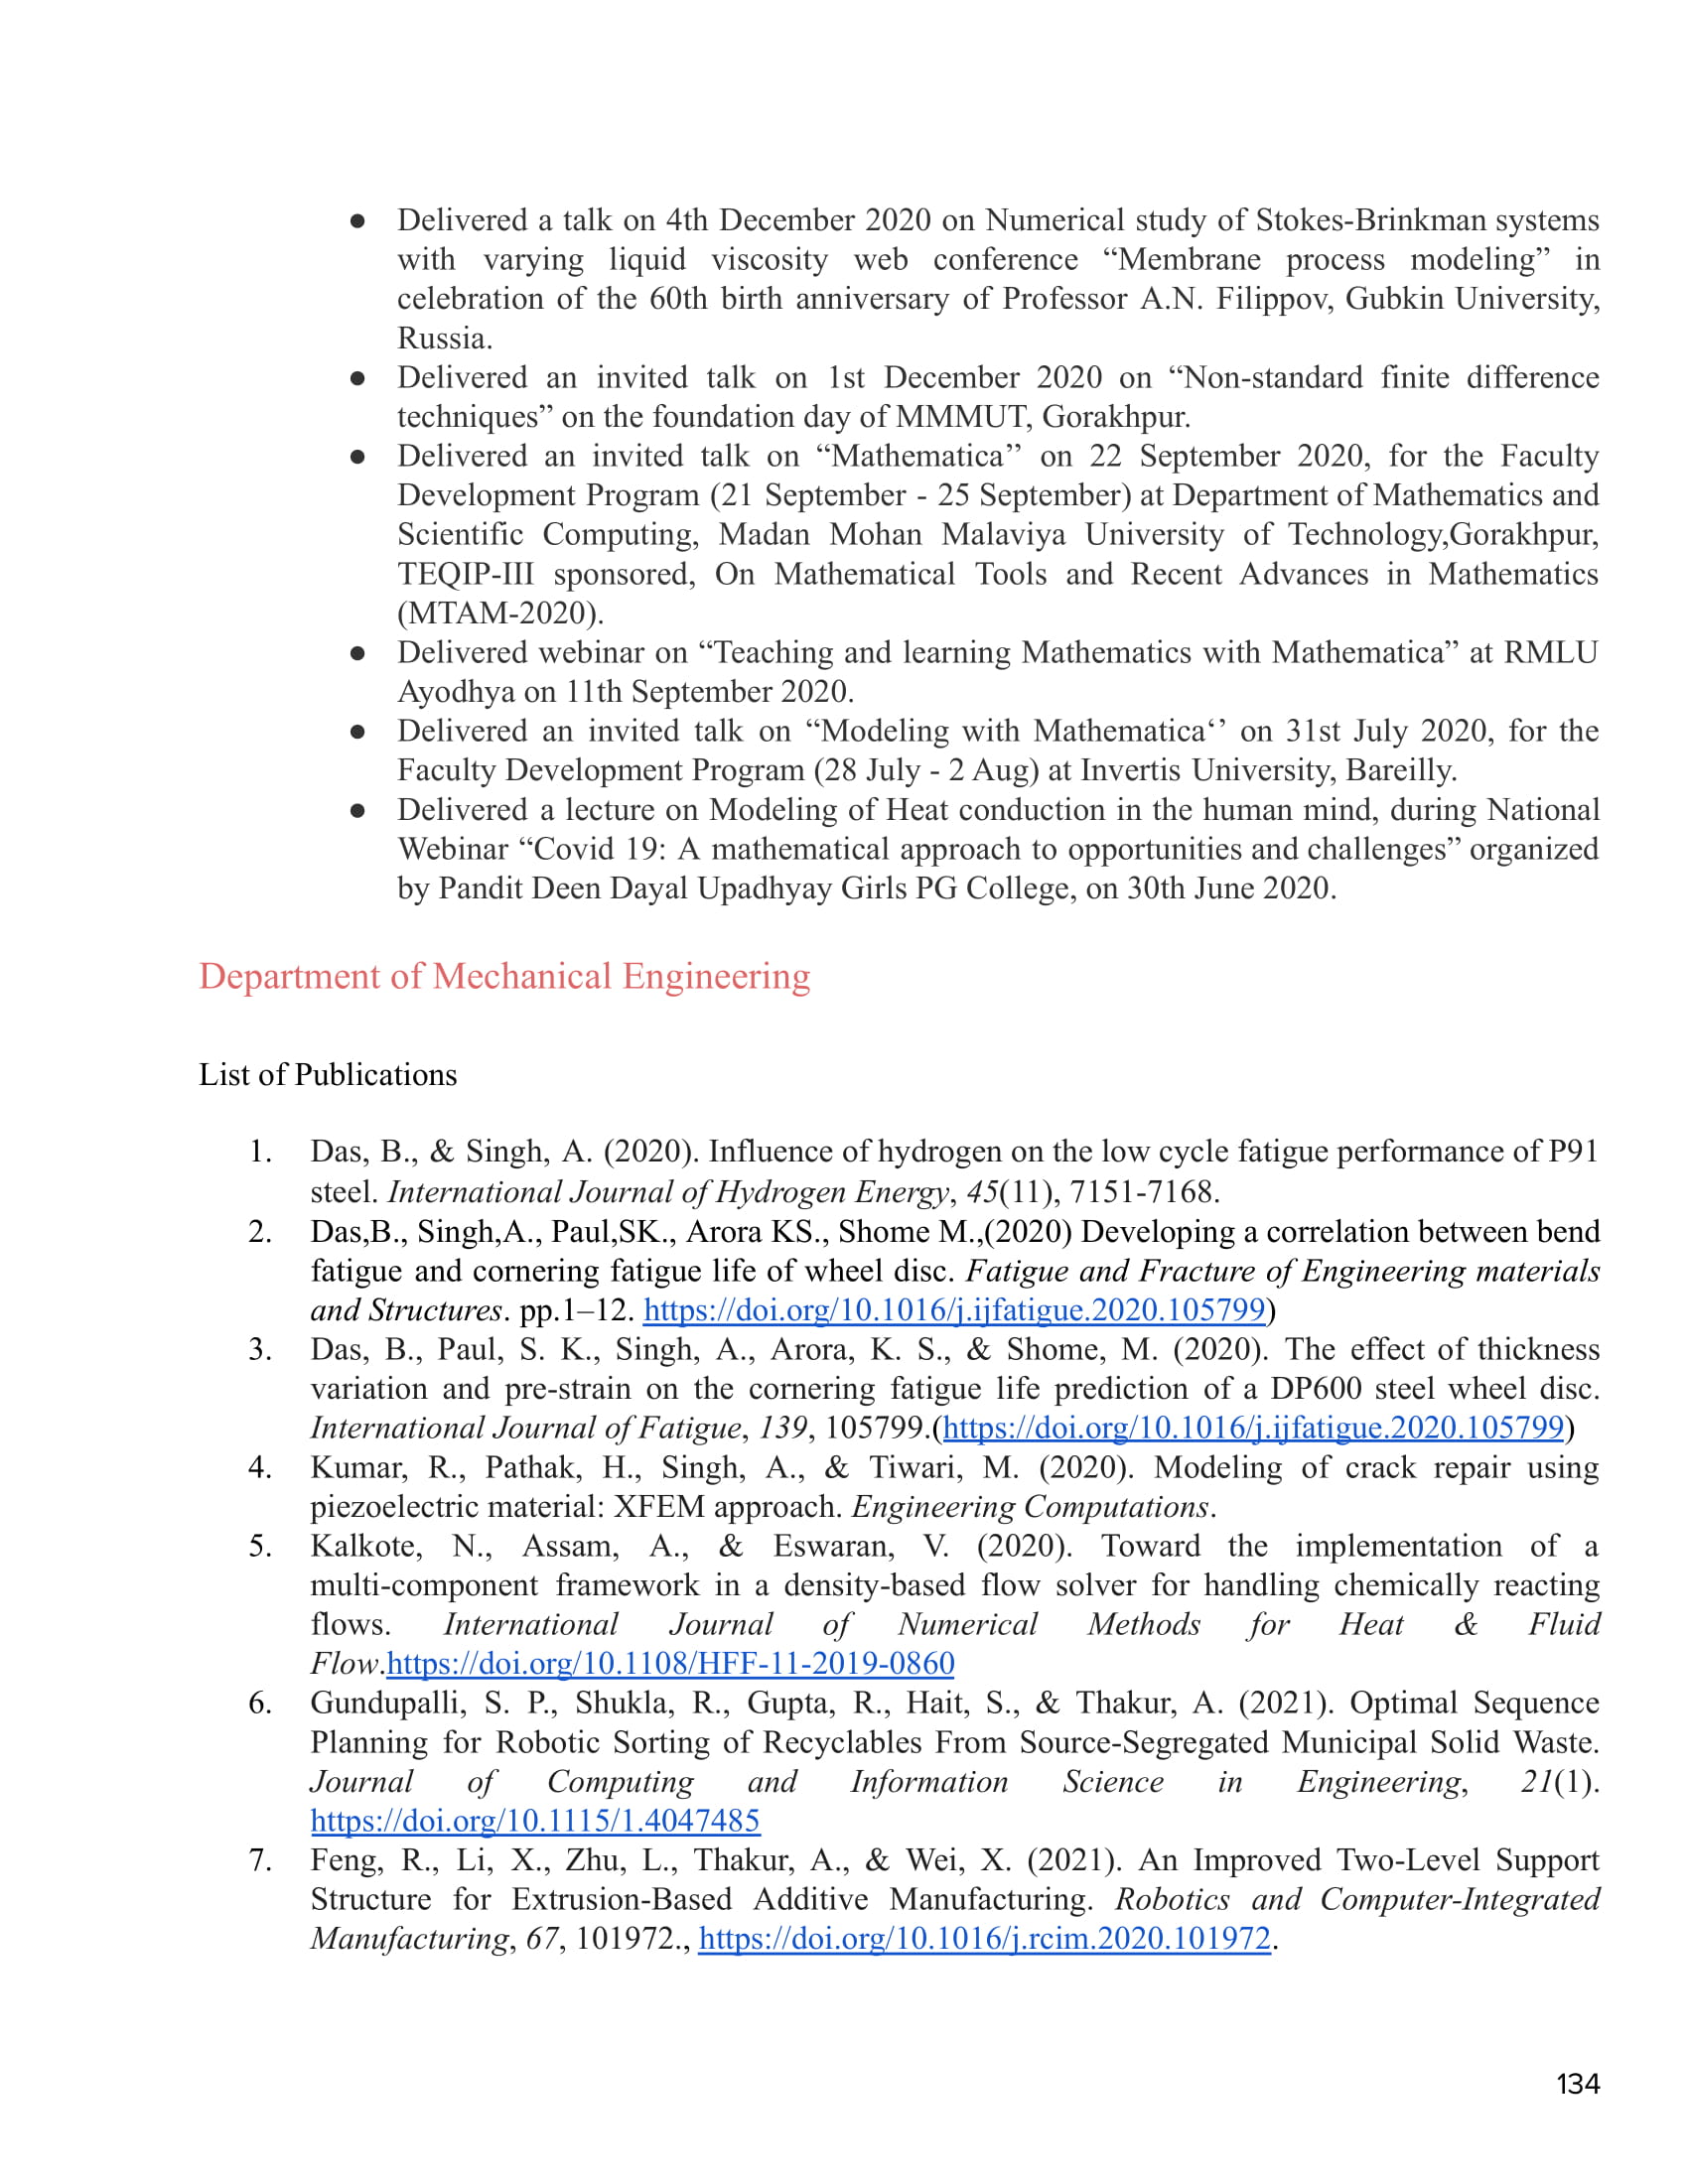 ● Delivered a talk on 4th December 2020 on Numerical study of Stokes-Brinkman systems
with varying liquid viscosity web conference “Membrane process modeling” in
celebration of the 60th birth anniversary of Professor A.N. Filippov, Gubkin University,
Russia.
● Delivered an invited talk on 1st December 2020 on “Non-standard finite difference
techniques” on the foundation day of MMMUT, Gorakhpur.
● Delivered an invited talk on “Mathematica’’ on 22 September 2020, for the Faculty
Development Program (21 September - 25 September) at Department of Mathematics and
Scientific Computing, Madan Mohan Malaviya University of Technology,Gorakhpur,
TEQIP-III sponsored, On Mathematical Tools and Recent Advances in Mathematics
(MTAM-2020).
● Delivered webinar on “Teaching and learning Mathematics with Mathematica” at RMLU
Ayodhya on 11th September 2020.
● Delivered an invited talk on “Modeling with Mathematica‘’ on 31st July 2020, for the
Faculty Development Program (28 July - 2 Aug) at Invertis University, Bareilly.
● Delivered a lecture on Modeling of Heat conduction in the human mind, during National
Webinar “Covid 19: A mathematical approach to opportunities and challenges” organized
by Pandit Deen Dayal Upadhyay Girls PG College, on 30th June 2020.
Department of Mechanical Engineering
List of Publications
1. Das, B., & Singh, A. (2020). Influence of hydrogen on the low cycle fatigue performance of P91
steel. International Journal of Hydrogen Energy, 45(11), 7151-7168.
2. Das,B., Singh,A., Paul,SK., Arora KS., Shome M.,(2020) Developing a correlation between bend
fatigue and cornering fatigue life of wheel disc. Fatigue and Fracture of Engineering materials
and Structures. pp.1–12. https://doi.org/10.1016/j.ijfatigue.2020.105799)
3. Das, B., Paul, S. K., Singh, A., Arora, K. S., & Shome, M. (2020). The effect of thickness
variation and pre-strain on the cornering fatigue life prediction of a DP600 steel wheel disc.
International Journal of Fatigue, 139, 105799.(https://doi.org/10.1016/j.ijfatigue.2020.105799)
4. Kumar, R., Pathak, H., Singh, A., & Tiwari, M. (2020). Modeling of crack repair using
piezoelectric material: XFEM approach. Engineering Computations.
5. Kalkote, N., Assam, A., & Eswaran, V. (2020). Toward the implementation of a
multi-component framework in a density-based flow solver for handling chemically reacting
flows. International Journal of Numerical Methods for Heat & Fluid
Flow.https://doi.org/10.1108/HFF-11-2019-0860
6. Gundupalli, S. P., Shukla, R., Gupta, R., Hait, S., & Thakur, A. (2021). Optimal Sequence
Planning for Robotic Sorting of Recyclables From Source-Segregated Municipal Solid Waste.
Journal of Computing and Information Science in Engineering, 21(1).
https://doi.org/10.1115/1.4047485
7. Feng, R., Li, X., Zhu, L., Thakur, A., & Wei, X. (2021). An Improved Two-Level Support
Structure for Extrusion-Based Additive Manufacturing. Robotics and Computer-Integrated
Manufacturing, 67, 101972., https://doi.org/10.1016/j.rcim.2020.101972.
134